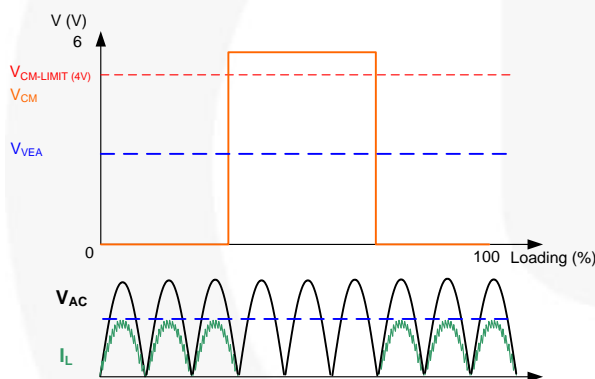 V (V)
6
VCM-LIMIT (4V)
VCM
VVEA
0
100 Loading (%)
VAC
IL